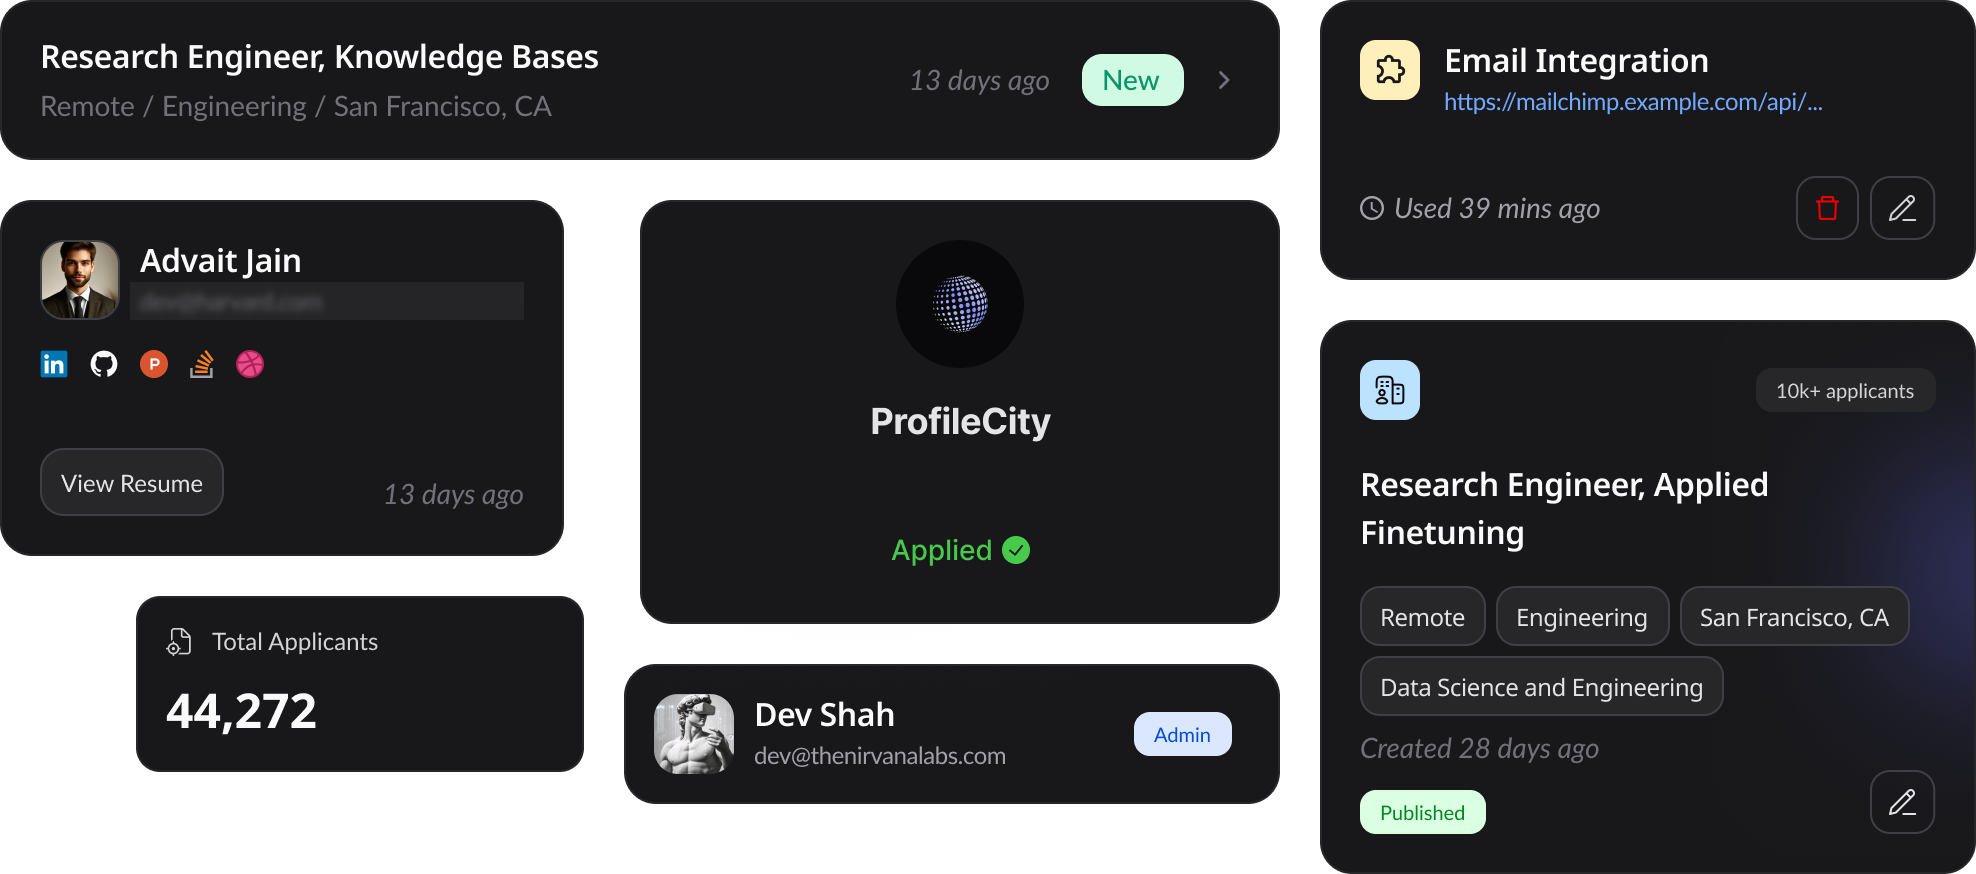 Research Engineer, Knowledge Bases
Remote / Engineering / San Francisco, CA
13 days ago
New
Advait Jain
in
P
View Resume
13 days ago
Total Applicants
44,272
ProfileCity
Applied
Dev Shah
dev@thenirvanalabs.com
Admin
Email Integration
https://mailchimp.example.com/api/...
Used 39 mins ago
10k+ applicants
Research Engineer, Applied
Finetuning
Remote
Engineering
San Francisco, CA
Data Science and Engineering
Created 28 days ago
Published